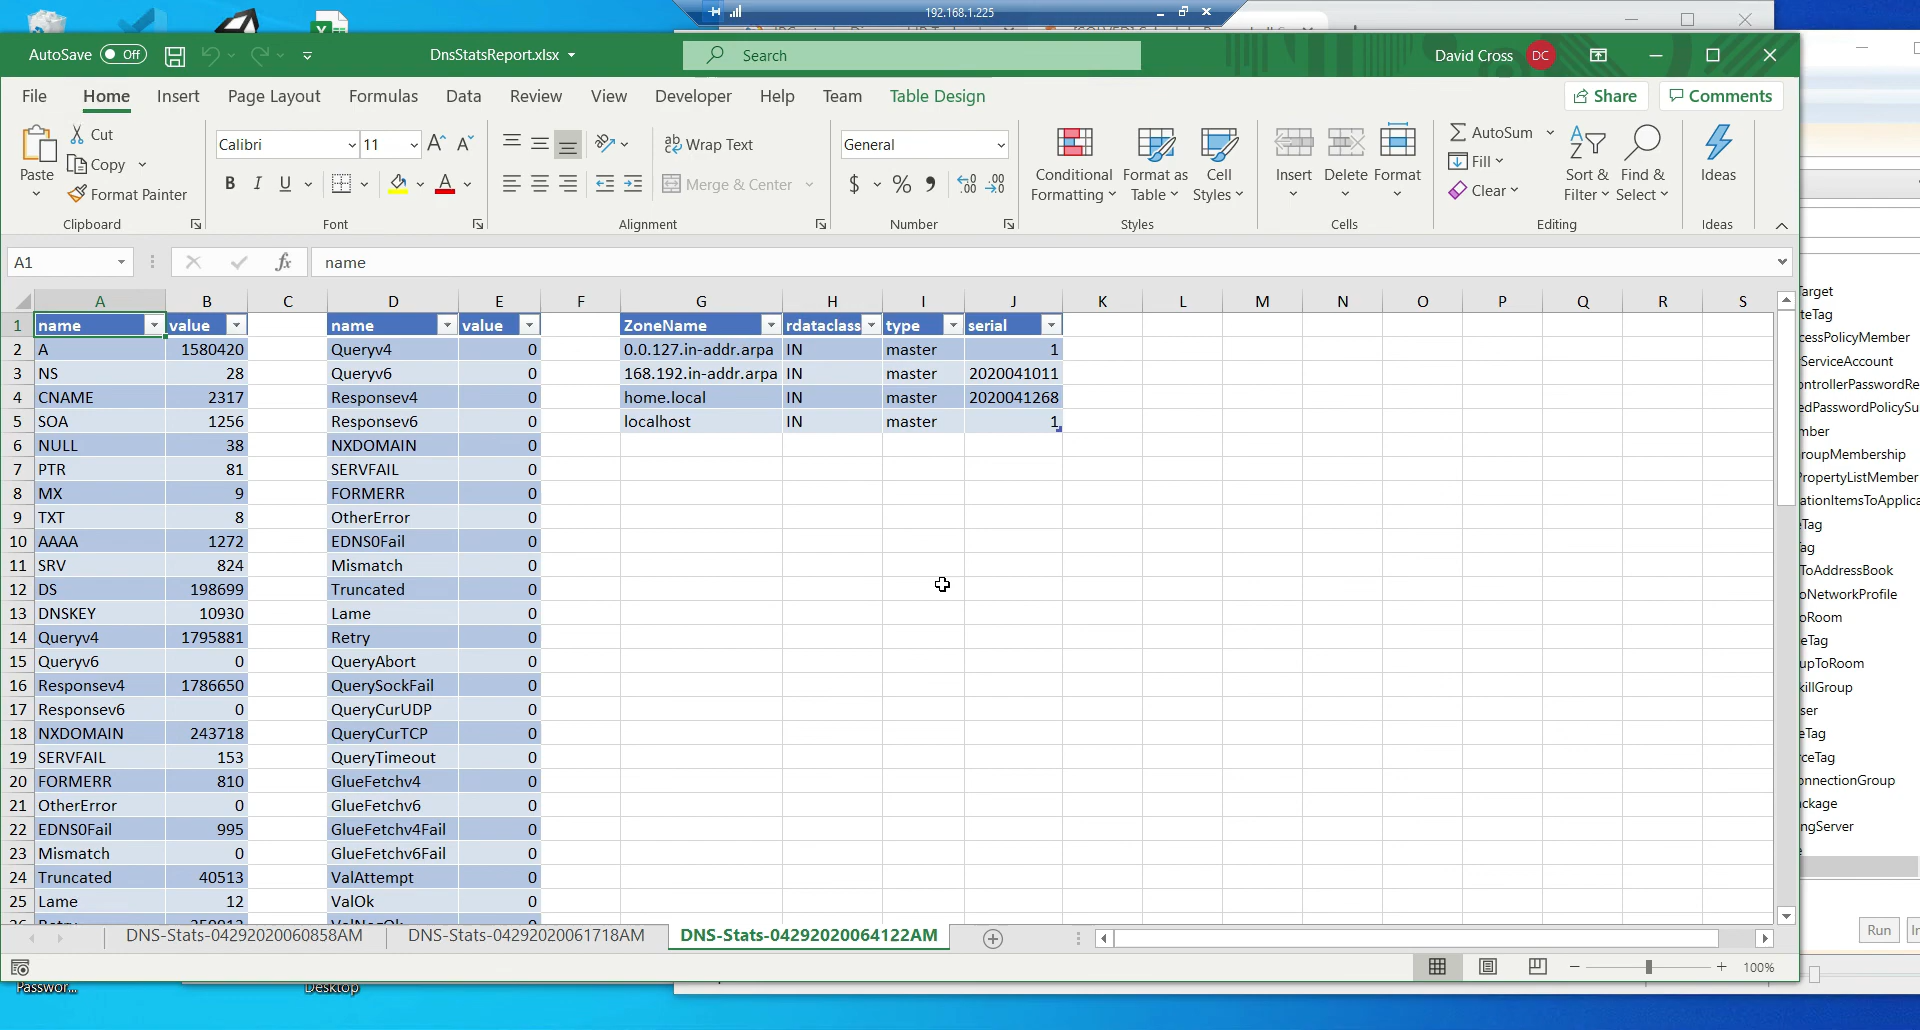 192.168.1.225
AutoSave Off
DnsStatsReport.xlsx
Search
David Cross DC
File Home Insert Page Layout Formulas Data Review View Developer Help Team Table Design
Share Comments
Paste
Cut
Copy
Format Painter
Calibri 11
B I U
Wrap Text
Merge & Center
General
$ % 9
Conditional Formatting
Format as Table
Cell Styles
Insert Delete Format
AutoSum
Fill
Clear
Sort & Filter
Find & Select
Ideas
Clipboard Font Alignment Number Styles Cells Editing Ideas
A1 fx name
A B C D E F G H I J K L M N O P Q R S
1 name value name value ZoneName rdataclass type serial
2 A 1580420 Queryv4 0 0.0.127.in-addr.arpa IN master 1
3 NS 28 Queryv6 0 168.192.in-addr.arpa IN master 2020041011
4 CNAME 2317 Responsev4 0 home.local IN master 2020041268
5 SOA 1256 Responsev6 0 localhost IN master 1
6 NULL 38 NXDOMAIN 0
7 PTR 81 SERVFAIL 0
8 MX 9 FORMERR 0
9 TXT 8 OtherError 0
10 AAAA 1272 EDNS0Fail 0
11 SRV 824 Mismatch 0
12 DS 198699 Truncated 0
13 DNSKEY 10930 Lame 0
14 Queryv4 1795881 Retry 0
15 Queryv6 0 QueryAbort 0
16 Responsev4 1786650 QuerySockFail 0
17 Responsev6 0 QueryCurUDP 0
18 NXDOMAIN 243718 QueryCurTCP 0
19 SERVFAIL 153 QueryTimeout 0
20 FORMERR 810 GlueFetchv4 0
21 OtherError 0 GlueFetchv6 0
22 EDNS0Fail 995 GlueFetchv4Fail 0
23 Mismatch 0 GlueFetchv6Fail 0
24 Truncated 40513 ValAttempt 0
25 Lame 12 ValOk 0
DNS-Stats-04292020060858AM DNS-Stats-04292020061718AM DNS-Stats-04292020064122AM
100%
Passwor...
Desktop
Target
teTag
cessPolicyMember
ServiceAccount
ontrollerPasswordRe
edPasswordPolicySu
mber
roupMembership
PropertyListMember
ationItemsToApplica
eTag
ag
ToAddressBook
oNetworkProfile
oRoom
eTag
upToRoom
killGroup
ser
eTag
rceTag
onnectionGroup
ackage
ngServer
Run